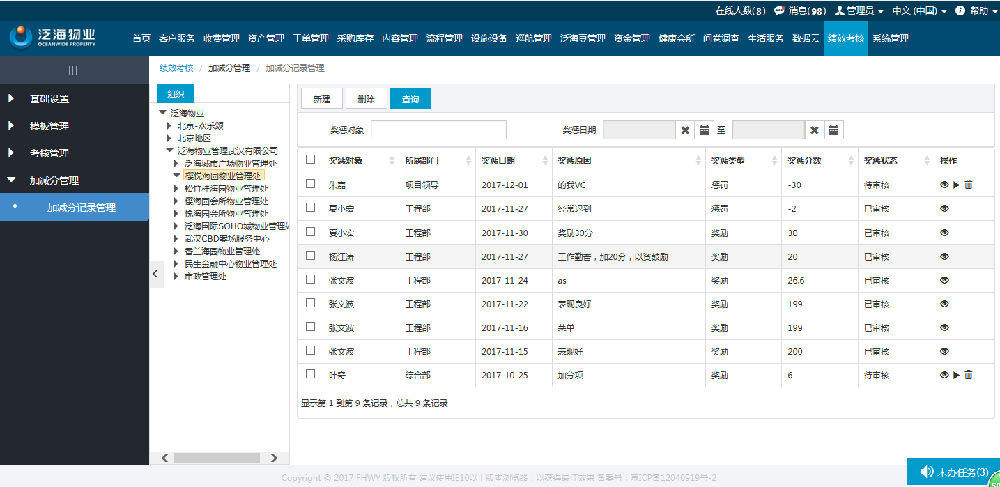 在线人数(8) 消息(98) 管理员 中文 (中国) 帮助
泛海物业
OCEANWIDE PROPERTY
首页 客户服务 收费管理 资产管理 工单管理 采购库存 内容管理 流程管理 设施设备 巡航管理 泛海豆管理 资金管理 健康会所 问卷调查 生活服务 数据云 绩效考核 系统管理
绩效考核 / 加减分管理 / 加减分记录管理
基础设置
模板管理
考核管理
加减分管理
加减分记录管理
组织
泛海物业
北京-欢乐颂
北京地区
泛海物业管理武汉有限公司
泛海城市广场物业管理处
樱悦海园物业管理处
松竹桂海园物业管理处
樱海园会所物业管理处
悦海园会所物业管理处
泛海国际SOHO城物业管理处
武汉CBD案场服务中心
香兰海园物业管理处
民生金融中心物业管理处
市政管理处
新建 删除 查询
奖惩对象 奖惩日期 至
奖惩对象 所属部门 奖惩日期 奖惩原因 奖惩类型 奖惩分数 奖惩状态 操作
朱嘉 项目领导 2017-12-01 的我VC 惩罚 -30 待审核
夏小宏 工程部 2017-11-27 经常迟到 惩罚 -2 已审核
夏小宏 工程部 2017-11-30 奖励30分 奖励 30 已审核
杨江涛 工程部 2017-11-27 工作勤奋，加20分，以资鼓励 奖励 20 已审核
张文波 工程部 2017-11-24 as 奖励 26.6 已审核
张文波 工程部 2017-11-22 表现良好 奖励 199 已审核
张文波 工程部 2017-11-16 菜单 奖励 199 已审核
张文波 工程部 2017-11-15 表现好 奖励 200 已审核
叶奇 综合部 2017-10-25 加分项 奖励 6 待审核
显示第 1 到第 9 条记录，总共 9 条记录
Copyright © 2017 FHWY 版权所有 建议使用IE10以上版本浏览器，以获得最佳效果 备案号：京ICP备12040919号-2
未办任务(3)